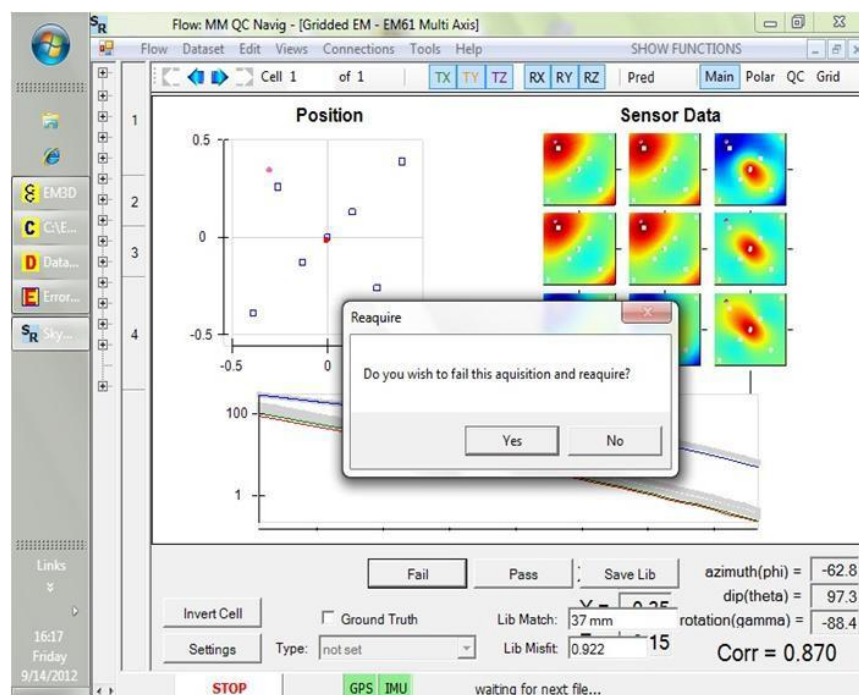 SR Flow: MM QC Navig - [Gridded EM - EM61 Multi Axis]
Flow Dataset Edit Views Connections Tools Help SHOW FUNCTIONS
Cell 1 of 1 TX TY TZ RX RY RZ Pred Main Polar QC Grid
1
2
3
4
Position
0.5
0
-0.5
-0.5
0
Sensor Data
100
1
Reaquire
Do you wish to fail this aquisition and reaquire?
Yes No
Fail Pass Save Lib
Invert Cell
Settings
Ground Truth
Type: not set
Lib Match: 37 mm
Lib Misfit: 0.922
15
azimuth(phi) = -62.8
dip(theta) = 97.3
rotation(gamma) = -88.4
Corr = 0.870
STOP GPS IMU waiting for next file...
EM3D
C C:\E...
D Data...
E Error...
SR Sky...
Links
16:17
Friday
9/14/2012